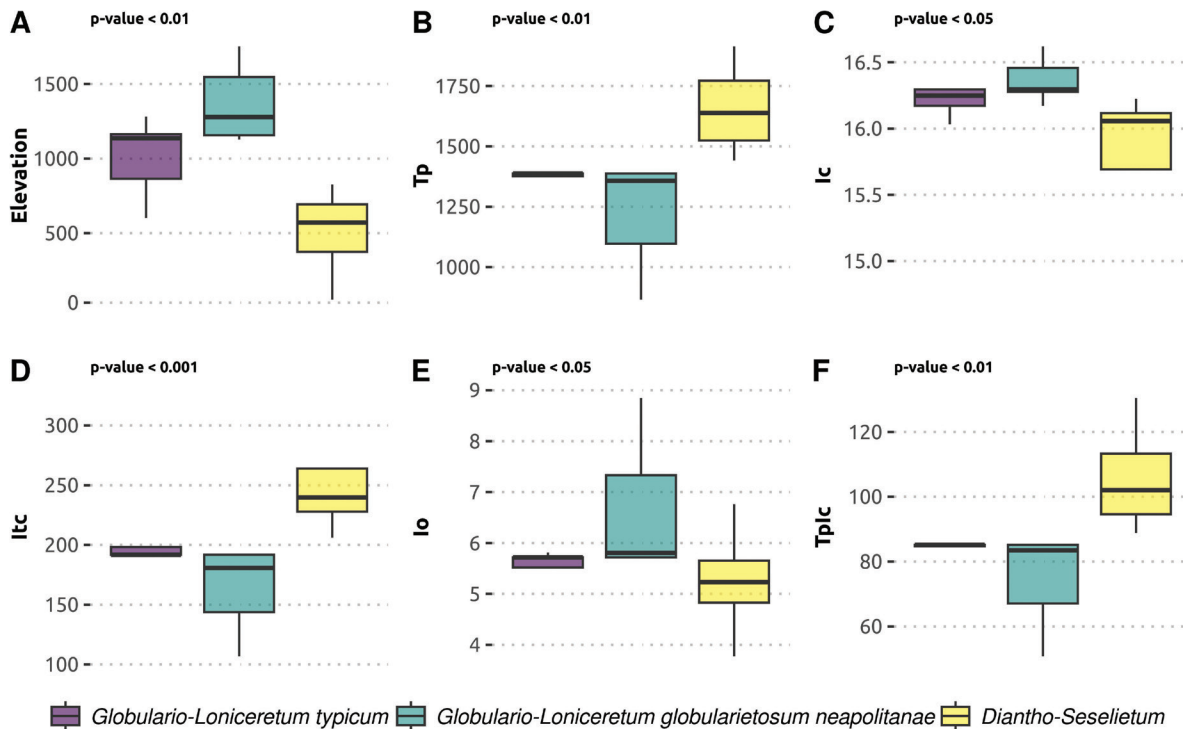 A p-value < 0.01
Elevation
1500
1000
500
0
B p-value < 0.01
Tp
1750
1500
1250
1000
C p-value < 0.05
Ic
16.5
16.0
15.5
15.0
D p-value < 0.001
Itc
300
250
200
150
100
E p-value < 0.05
Io
9
8
7
6
5
4
F p-value < 0.01
TpIc
120
100
80
60
Globulario-Loniceretum typicum Globulario-Loniceretum globularietosum neapolitanae Diantho-Seselietum